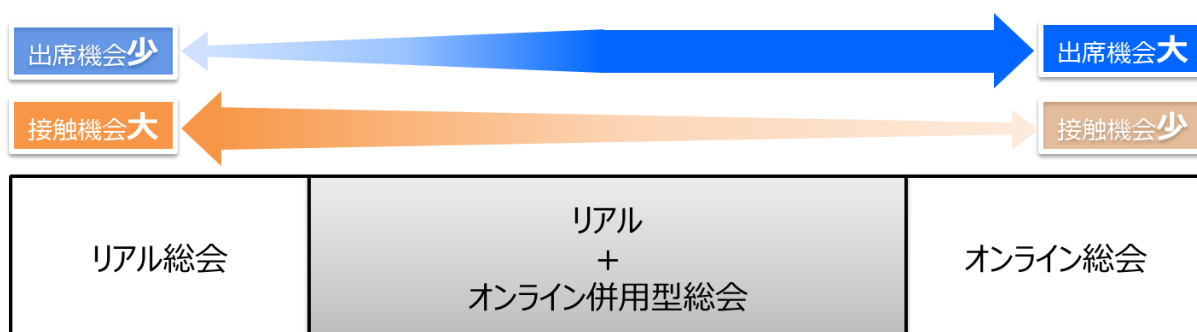 出席機会少
出席機会大
接触機会大
接触機会少
リアル総会
リアル
+
オンライン併用型総会
オンライン総会